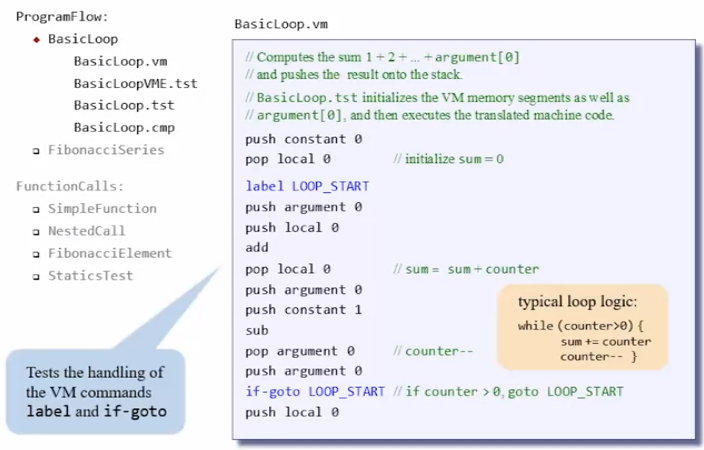 ProgramFlow:
BasicLoop
BasicLoop.vm
BasicLoopVME.tst
BasicLoop.tst
BasicLoop.cmp
FibonacciSeries
FunctionCalls:
SimpleFunction
NestedCall
FibonacciElement
StaticsTest
Tests the handling of
the VM commands
label and if-goto
BasicLoop.vm
// Computes the sum 1 + 2 + ... + argument[0]
// and pushes the result onto the stack.
// BasicLoop.tst initializes the VM memory segments as well as
// argument[0], and then executes the translated machine code.
push constant 0
pop local 0 // initialize sum = 0
label LOOP_START
push argument 0
push local 0
add
pop local 0 // sum = sum + counter
push argument 0
push constant 1
sub
pop argument 0 // counter--
push argument 0
if-goto LOOP_START // if counter > 0, goto LOOP_START
push local 0
typical loop logic:
while (counter>0) {
sum += counter
counter-- }